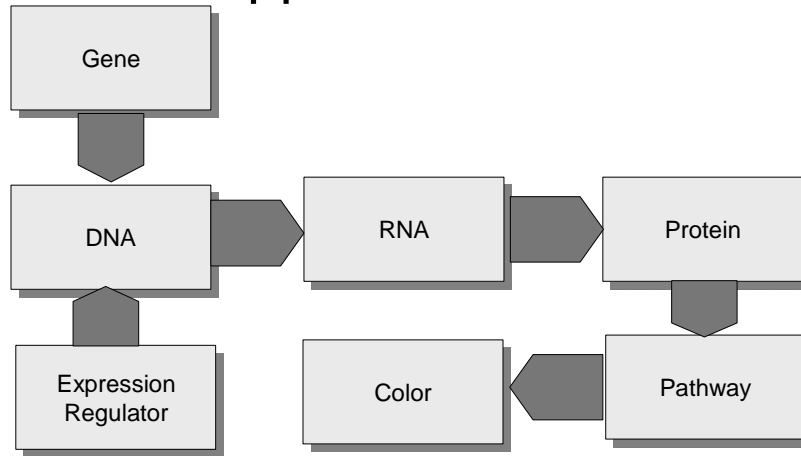 Gene
DNA
RNA
Protein
Expression
Regulator
Color
Pathway